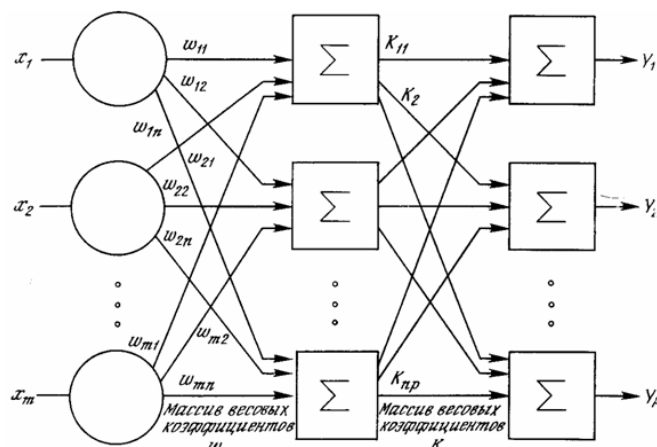 x₁
w₁₁
Σ
K₁₁
Σ
Y₁
w₁₂
K₂
w₁ₙ
w₂₁
x₂
w₂₂
Σ
Σ
Y₂
w₂ₙ
wₘ₁
wₘ₂
xₘ
wₘₙ
Σ
Kₙₚ
Σ
Массив весовых
коэффициентов
Массив весовых
коэффициентов